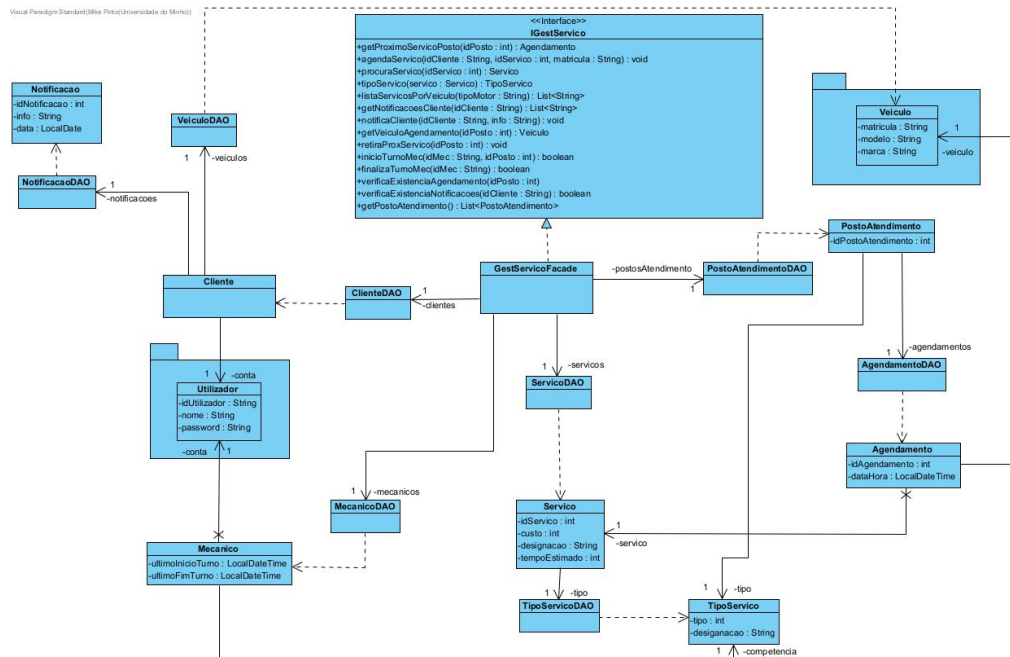 Visual Paradigm Standard(Mike Pinto(Universidade do Minho))
<<Interface>>
IGestServico
+getProximoServicoPosto(idPosto : int) : Agendamento
+agendaServico(idCliente : String, idServico : int, matricula : String) : void
+procuraServico(idServico : int) : Servico
+tipoServico(servico : Servico) : TipoServico
+listaServicosPorVeiculo(tipoMotor : String) : List<String>
+getNotificacoesCliente(idCliente : String) : List<String>
+notificaCliente(idCliente : String, info : String) : void
+getVeiculoAgendamento(idPosto : int) : Veiculo
+retiraProxServico(idPosto : int) : void
+inicioTurnoMec(idMec : String, idPosto : int) : boolean
+finalizaTurnoMec(idMec : String) : boolean
+verificaExistenciaAgendamento(idPosto : int)
+verificaExistenciaNotificacoes(idCliente : String) : boolean
+getPostoAtendimento() : List<PostoAtendimento>
Notificacao
-idNotificacao : int
-info : String
-data : LocalDate
VeiculoDAO
1
-veiculos
NotificacaoDAO
1
-notificacoes
Veiculo
-matricula : String
-modelo : String
-marca : String
1
-veiculo
PostoAtendimento
-idPostoAtendimento : int
Cliente
ClienteDAO
1
-clientes
GestServicoFacade
-postosAtendimento
1
PostoAtendimentoDAO
1
-agendamentos
AgendamentoDAO
1
-conta
Utilizador
-idUtilizador : String
-nome : String
-password : String
-conta
1
1
-servicos
ServicoDAO
Agendamento
-idAgendamento : int
-dataHora : LocalDateTime
1
-mecanicos
MecanicoDAO
Servico
-idServico : int
-custo : int
-designacao : String
-tempoEstimado : int
1
-servico
Mecanico
-ultimoInicioTurno : LocalDateTime
-ultimoFimTurno : LocalDateTime
1
-tipo
TipoServicoDAO
1
-tipo
TipoServico
-tipo : int
-desiganacao : String
1
-competencia